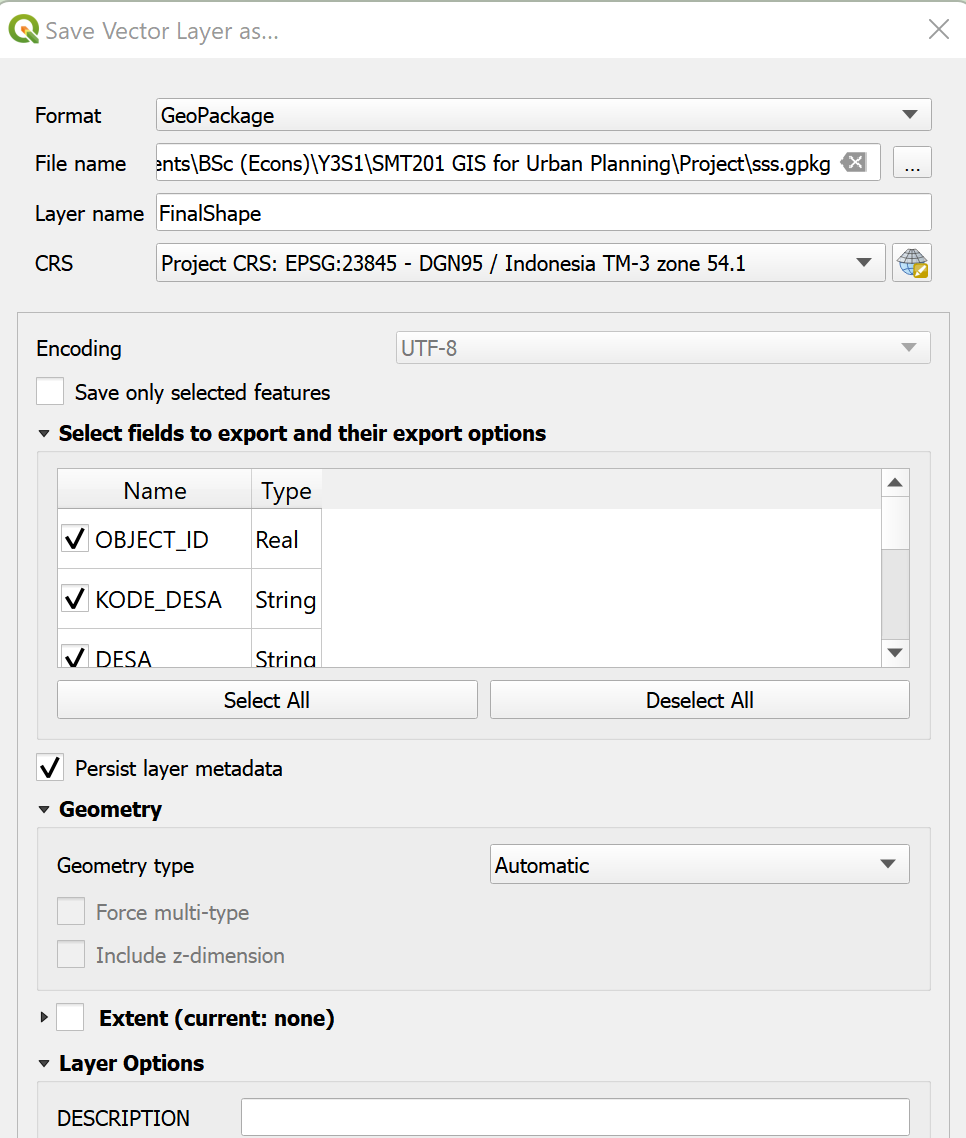 Save Vector Layer as...
Format GeoPackage
File name ents\BSc (Econs)\Y3S1\SMT201 GIS for Urban Planning\Project\sss.gpkg ...
Layer name FinalShape
CRS Project CRS: EPSG:23845 - DGN95 / Indonesia TM-3 zone 54.1
Encoding UTF-8
Save only selected features
Select fields to export and their export options
Name Type
OBJECT_ID Real
KODE_DESA String
DESA String
Select All Deselect All
Persist layer metadata
Geometry
Geometry type Automatic
Force multi-type
Include z-dimension
Extent (current: none)
Layer Options
DESCRIPTION